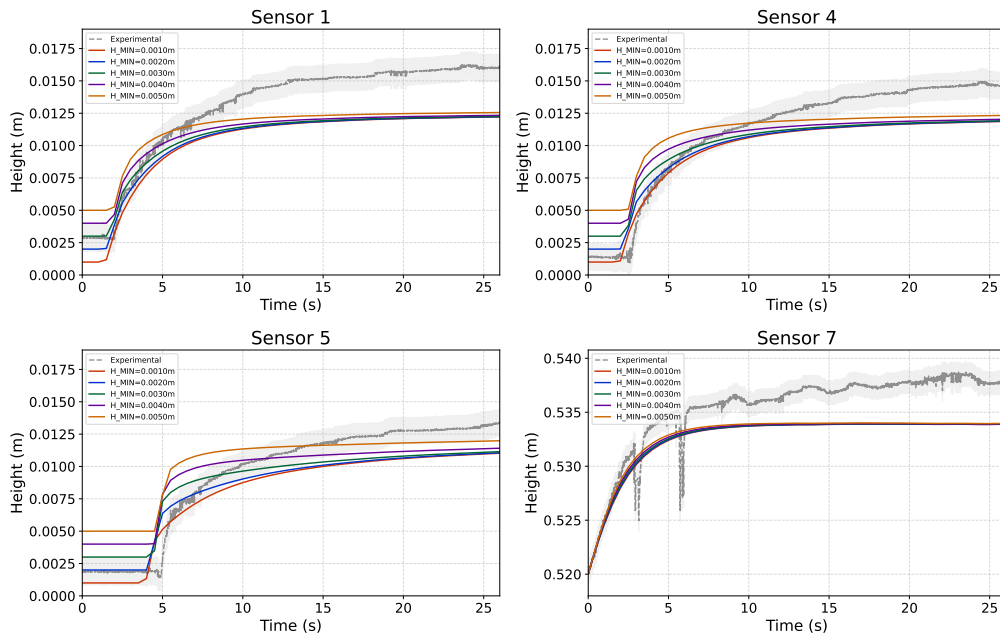 Sensor 1
Height (m)
0.0175
0.0150
0.0125
0.0100
0.0075
0.0050
0.0025
0.0000
Experimental
H_MIN=0.0010m
H_MIN=0.0020m
H_MIN=0.0030m
H_MIN=0.0040m
H_MIN=0.0050m
0 5 10 15 20 25
Time (s)
Sensor 4
Height (m)
0.0175
0.0150
0.0125
0.0100
0.0075
0.0050
0.0025
0.0000
Experimental
H_MIN=0.0010m
H_MIN=0.0020m
H_MIN=0.0030m
H_MIN=0.0040m
H_MIN=0.0050m
0 5 10 15 20 25
Time (s)
Sensor 5
Height (m)
0.0175
0.0150
0.0125
0.0100
0.0075
0.0050
0.0025
0.0000
Experimental
H_MIN=0.0010m
H_MIN=0.0020m
H_MIN=0.0030m
H_MIN=0.0040m
H_MIN=0.0050m
0 5 10 15 20 25
Time (s)
Sensor 7
Height (m)
0.540
0.535
0.530
0.525
0.520
Experimental
H_MIN=0.0010m
H_MIN=0.0020m
H_MIN=0.0030m
H_MIN=0.0040m
H_MIN=0.0050m
0 5 10 15 20 25
Time (s)